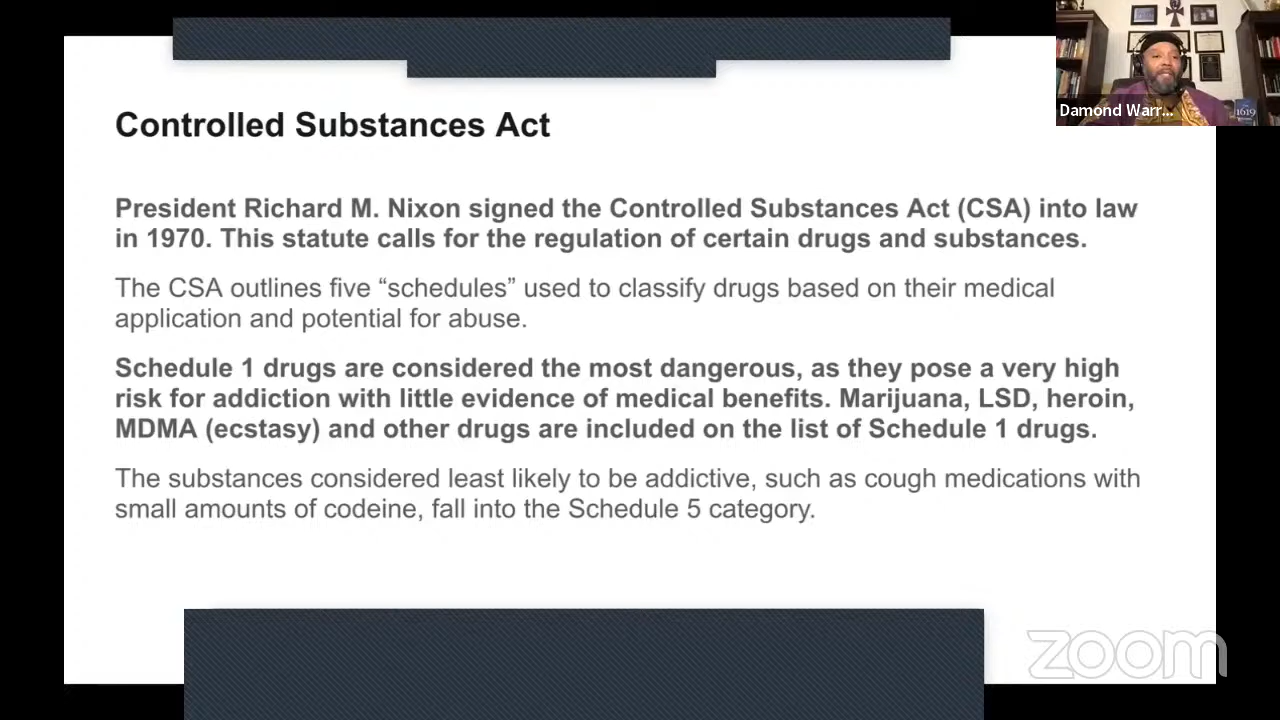 Controlled Substances Act
President Richard M. Nixon signed the Controlled Substances Act (CSA) into law
in 1970. This statute calls for the regulation of certain drugs and substances.
The CSA outlines five “schedules” used to classify drugs based on their medical
application and potential for abuse.
Schedule 1 drugs are considered the most dangerous, as they pose a very high
risk for addiction with little evidence of medical benefits. Marijuana, LSD, heroin,
MDMA (ecstasy) and other drugs are included on the list of Schedule 1 drugs.
The substances considered least likely to be addictive, such as cough medications with
small amounts of codeine, fall into the Schedule 5 category.
Damond Warr...
1619
zoom